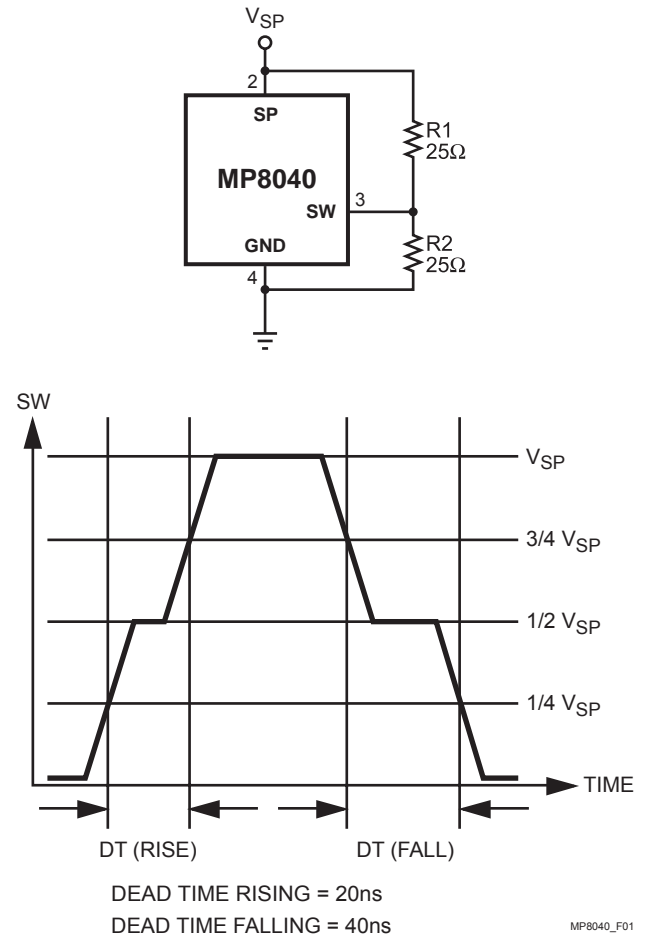 VSP
2
SP
R1
25Ω
MP8040
3
SW
R2
25Ω
GND
4
SW
VSP
3/4 VSP
1/2 VSP
1/4 VSP
TIME
DT (RISE) DT (FALL)
DEAD TIME RISING = 20ns
DEAD TIME FALLING = 40ns
MP8040_F01